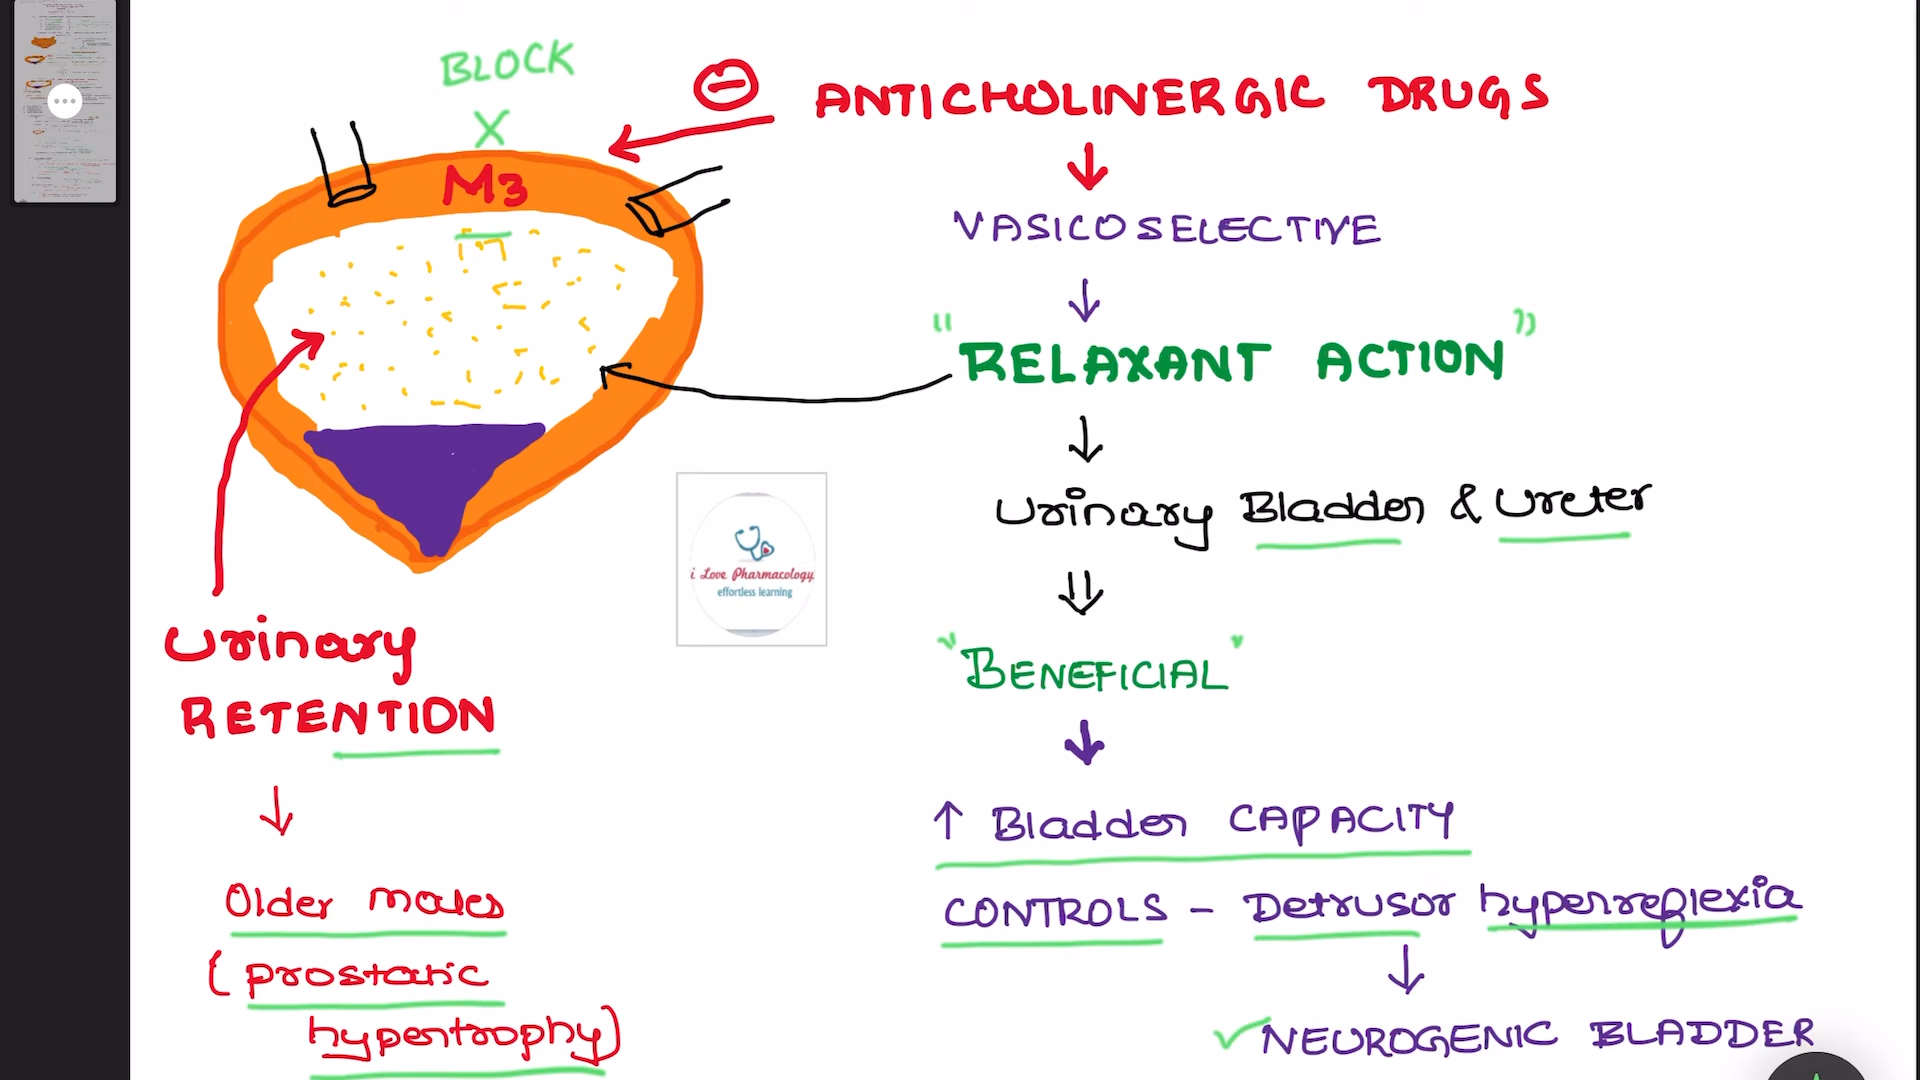 BLOCK
X
M3
Urinary
RETENTION
↓
Older males
(prostatic
hypertrophy)
⊖ ANTICHOLINERGIC DRUGS
↓
VASICOSELECTIVE
↓
"RELAXANT ACTION"
↓
Urinary Bladder & Ureter
⇓
"BENEFICIAL"
↓
↑ Bladder CAPACITY
CONTROLS - Detrusor hyperreflexia
↓
✓NEUROGENIC BLADDER
i Love Pharmacology
effortless learning